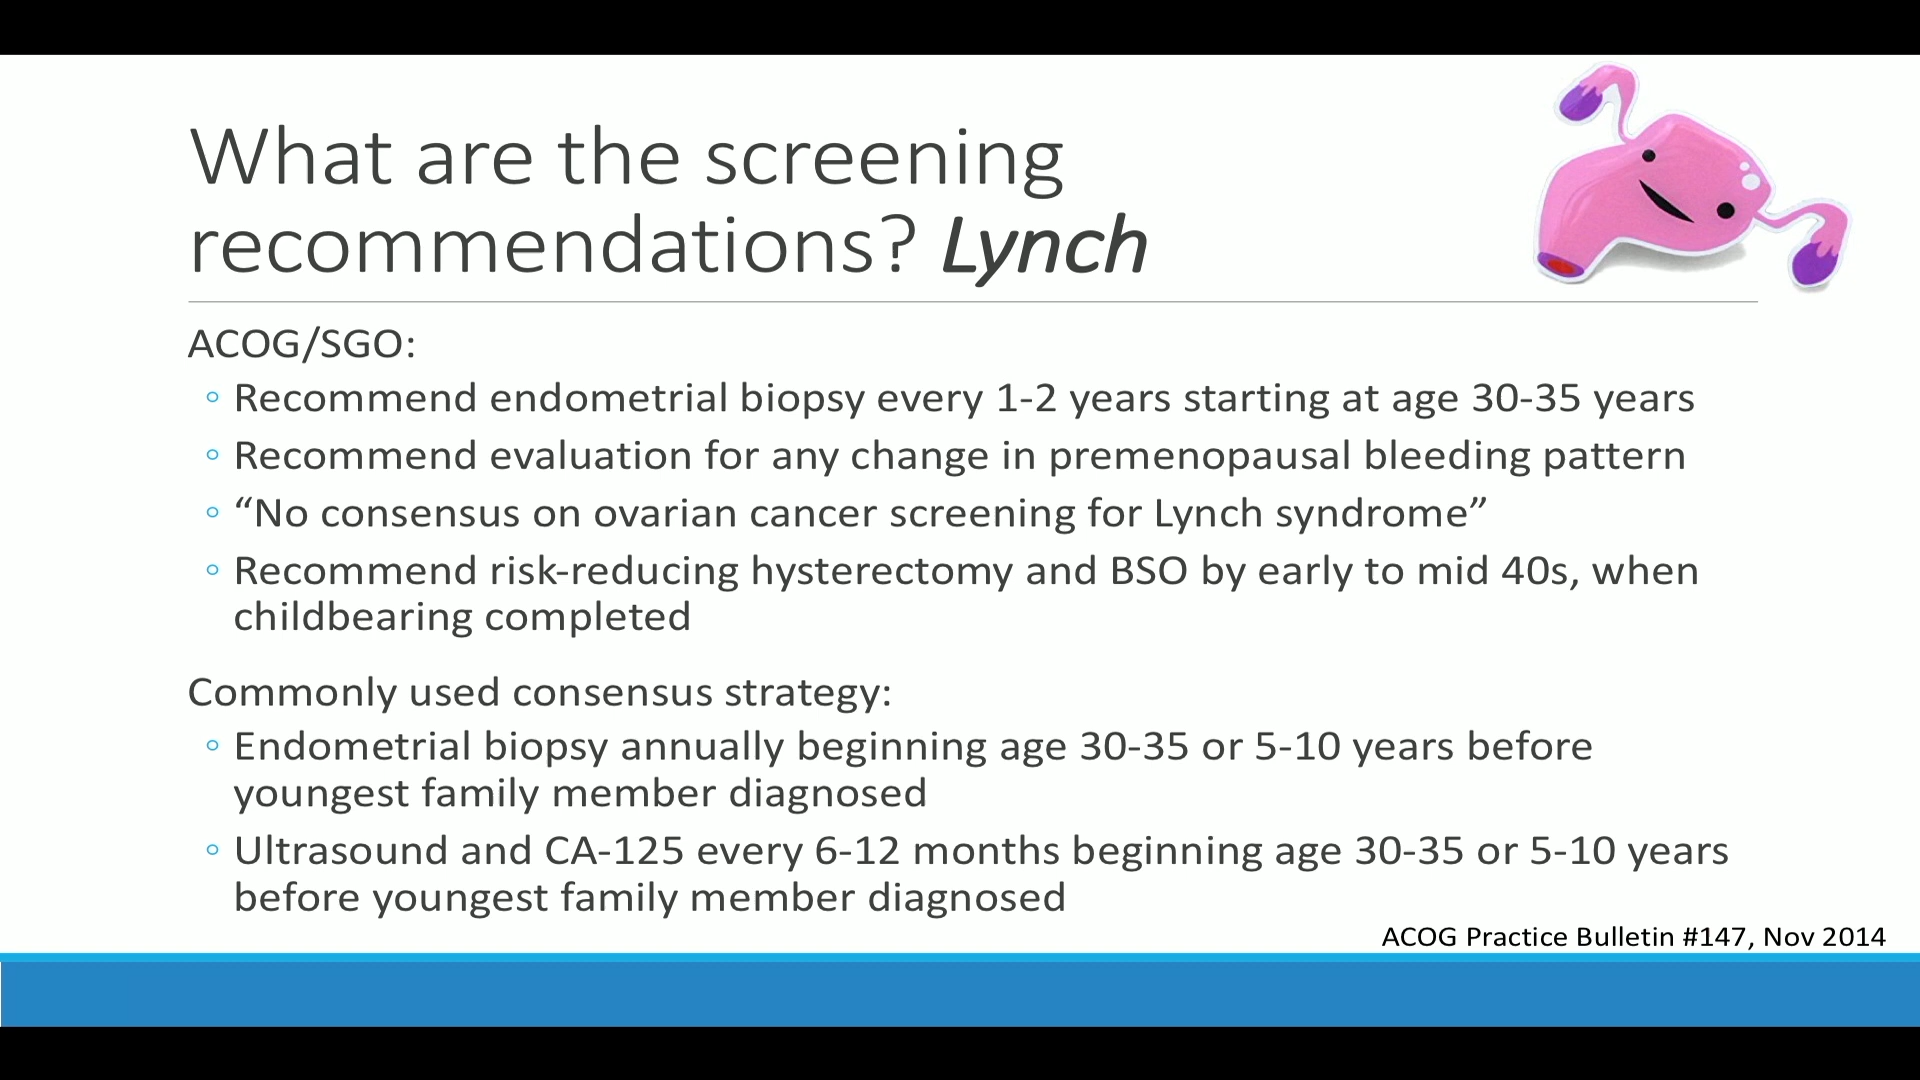 What are the screening
recommendations? Lynch
ACOG/SGO:
◦ Recommend endometrial biopsy every 1-2 years starting at age 30-35 years
◦ Recommend evaluation for any change in premenopausal bleeding pattern
◦ “No consensus on ovarian cancer screening for Lynch syndrome”
◦ Recommend risk-reducing hysterectomy and BSO by early to mid 40s, when
childbearing completed
Commonly used consensus strategy:
◦ Endometrial biopsy annually beginning age 30-35 or 5-10 years before
youngest family member diagnosed
◦ Ultrasound and CA-125 every 6-12 months beginning age 30-35 or 5-10 years
before youngest family member diagnosed
ACOG Practice Bulletin #147, Nov 2014